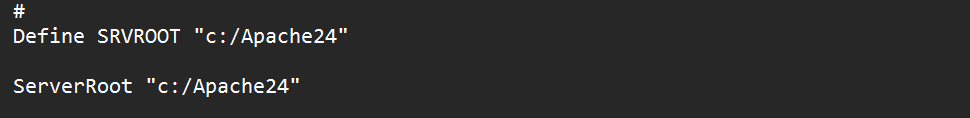 #
Define SRVROOT "c:/Apache24"
ServerRoot "c:/Apache24"